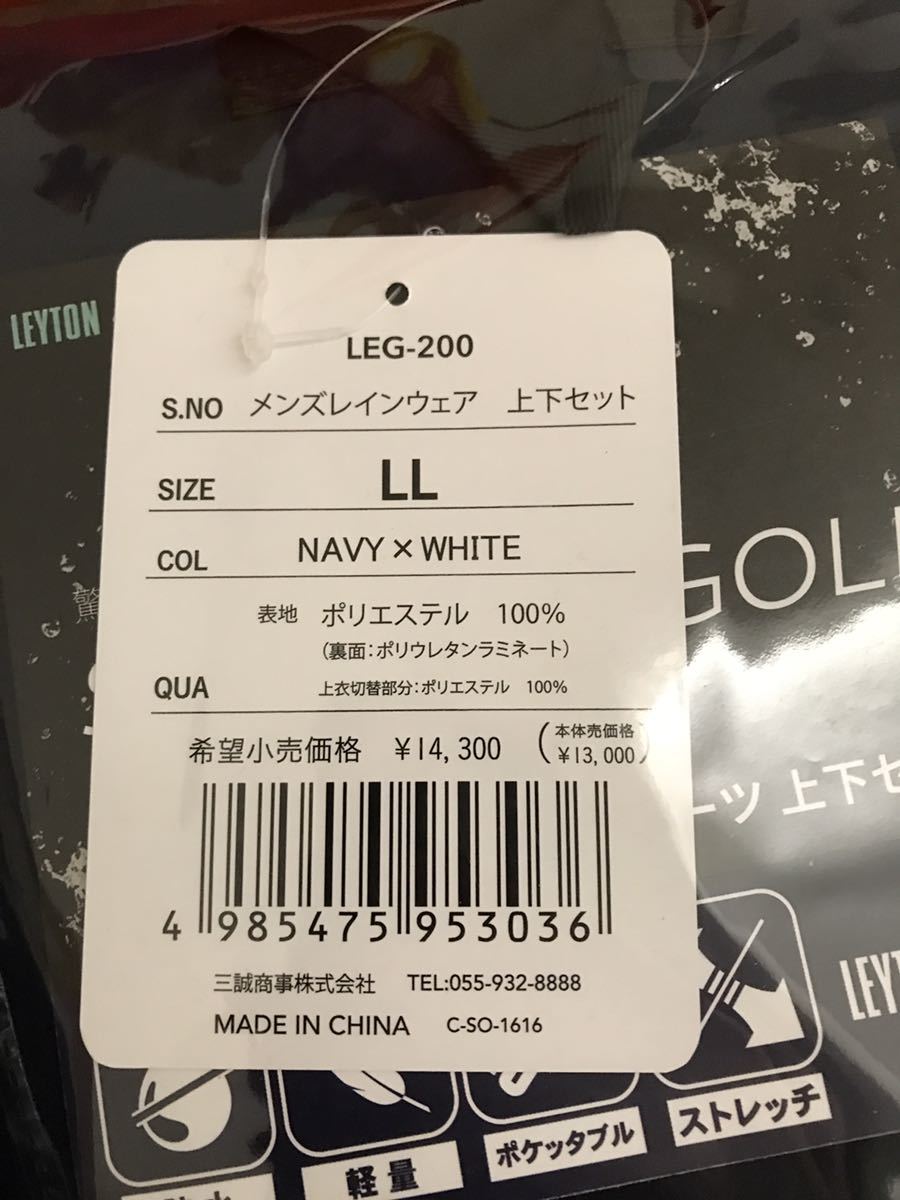 LEYTON
LEG-200
S.NO メンズレインウェア 上下セット
SIZE LL
COL NAVY×WHITE
表地 ポリエステル 100%
(裏面:ポリウレタンラミネート)
QUA 上衣切替部分:ポリエステル 100%
希望小売価格 ¥14,300 (本体売価格 ¥13,000)
4 985475 953036
三誠商事株式会社 TEL:055-932-8888
MADE IN CHINA C-SO-1616
驚
GOL
ーツ 上下セ
LEYT
軽量
ポケッタブル
ストレッチ